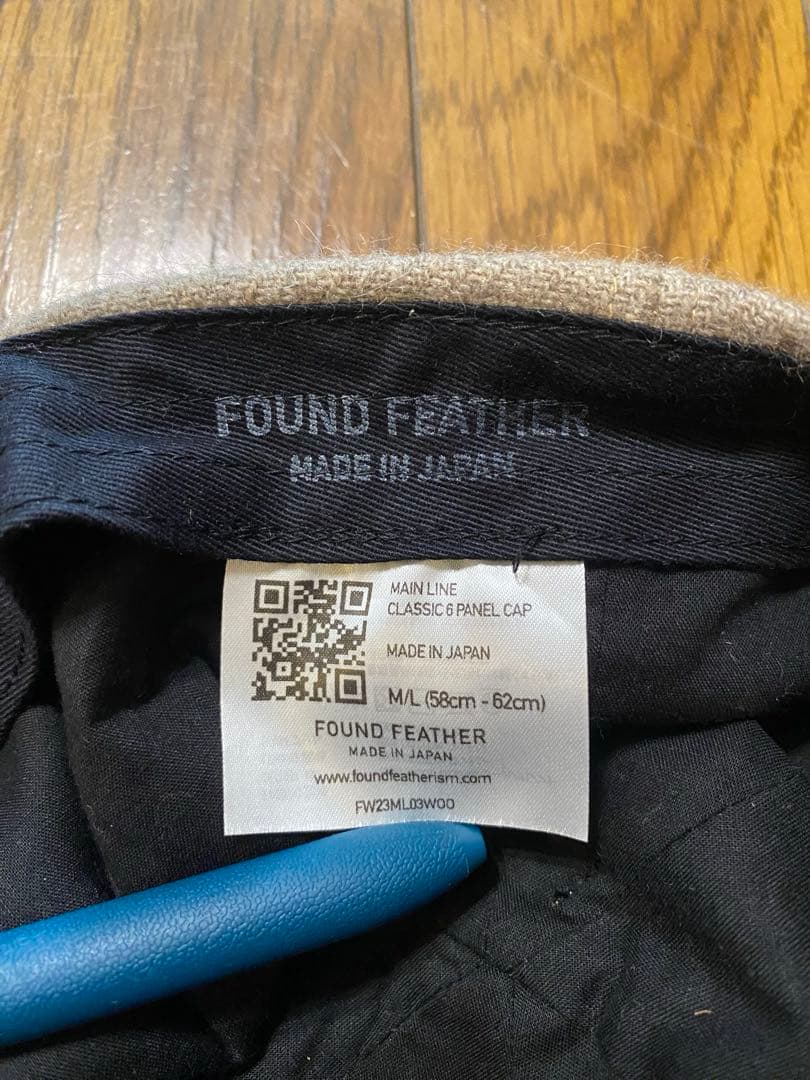 FOUND FEATHER
MADE IN JAPAN
MAIN LINE
CLASSIC 6 PANEL CAP
MADE IN JAPAN
M/L (58cm - 62cm)
FOUND FEATHER
MADE IN JAPAN
www.foundfeatherism.com
FW23ML03WOO